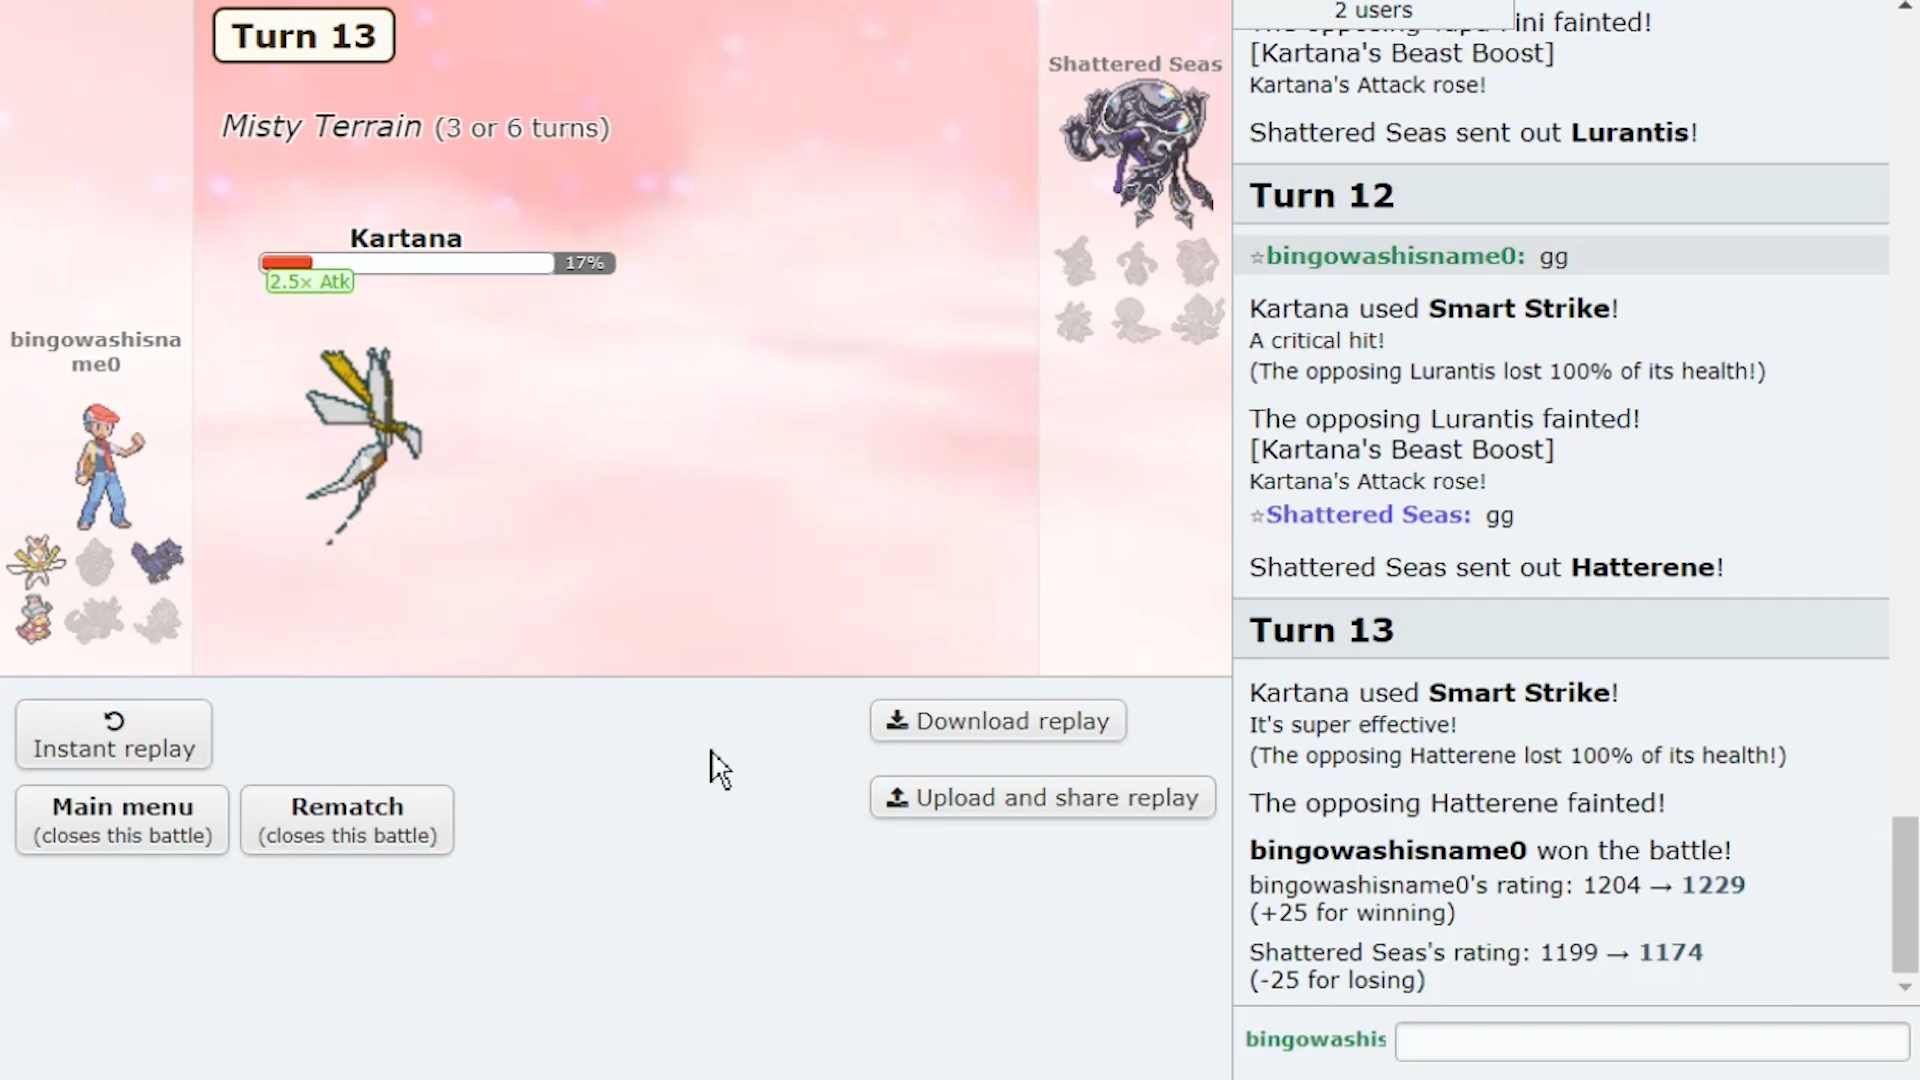 Turn 13
Misty Terrain (3 or 6 turns)
Kartana
17%
2.5× Atk
bingowashisna
me0
Shattered Seas
Instant replay
Main menu
(closes this battle)
Rematch
(closes this battle)
Download replay
Upload and share replay
2 users
ini fainted!
[Kartana's Beast Boost]
Kartana's Attack rose!
Shattered Seas sent out Lurantis!
Turn 12
☆bingowashisname0: gg
Kartana used Smart Strike!
A critical hit!
(The opposing Lurantis lost 100% of its health!)
The opposing Lurantis fainted!
[Kartana's Beast Boost]
Kartana's Attack rose!
☆Shattered Seas: gg
Shattered Seas sent out Hatterene!
Turn 13
Kartana used Smart Strike!
It's super effective!
(The opposing Hatterene lost 100% of its health!)
The opposing Hatterene fainted!
bingowashisname0 won the battle!
bingowashisname0's rating: 1204 → 1229
(+25 for winning)
Shattered Seas's rating: 1199 → 1174
(-25 for losing)
bingowashis